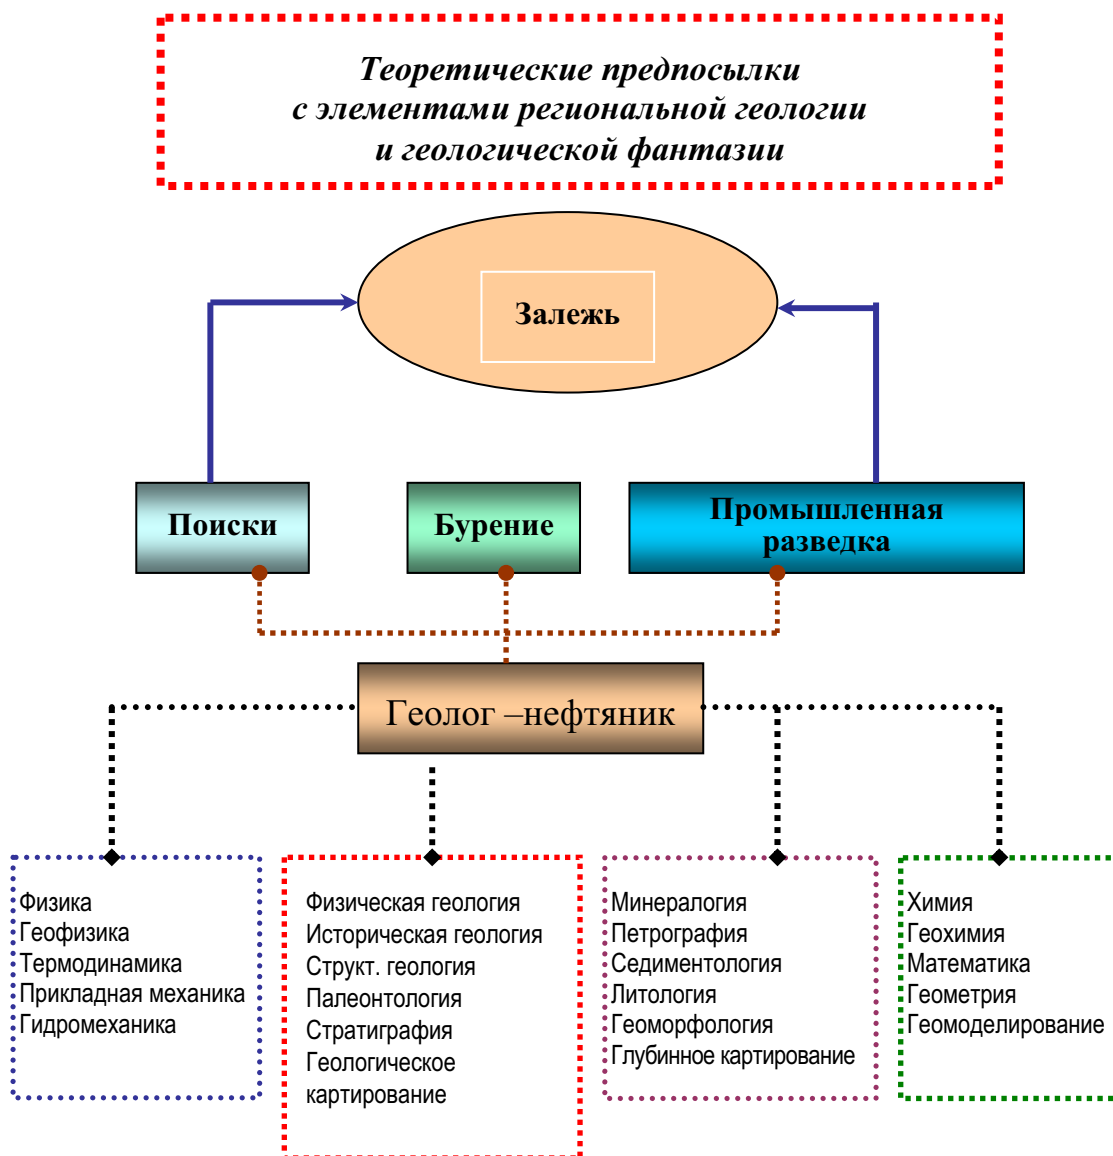 Теоретические предпосылки
с элементами региональной геологии
и геологической фантазии
Залежь
Поиски
Бурение
Промышленная
разведка
Геолог –нефтяник
Физика
Геофизика
Термодинамика
Прикладная механика
Гидромеханика
Физическая геология
Историческая геология
Структ. геология
Палеонтология
Стратиграфия
Геологическое
картирование
Минералогия
Петрография
Седиментология
Литология
Геоморфология
Глубинное картирование
Химия
Геохимия
Математика
Геометрия
Геомоделирование